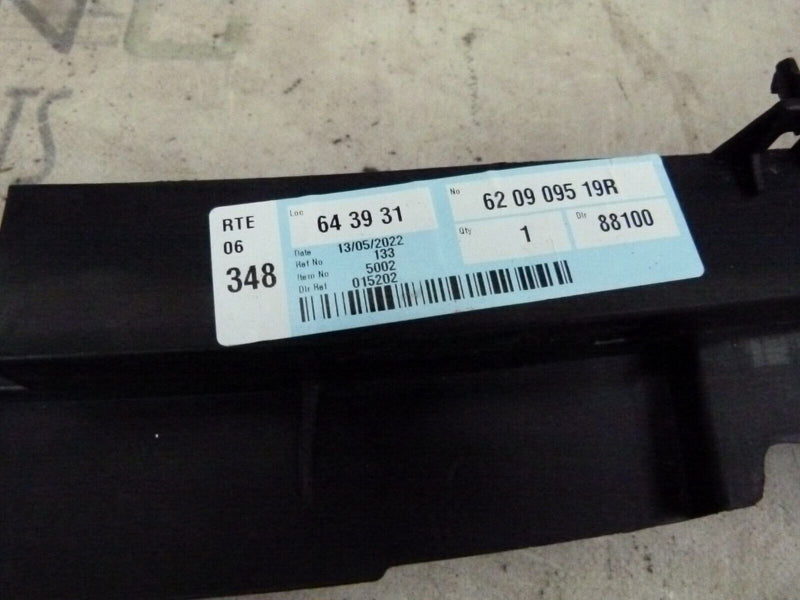 RTE
06
348
Loc
64 39 31
No
62 09 095 19R
Qty
1
Dlr
88100
Date 13/05/2022
Ref No 133
Item No 5002
Dlr Ref 015202